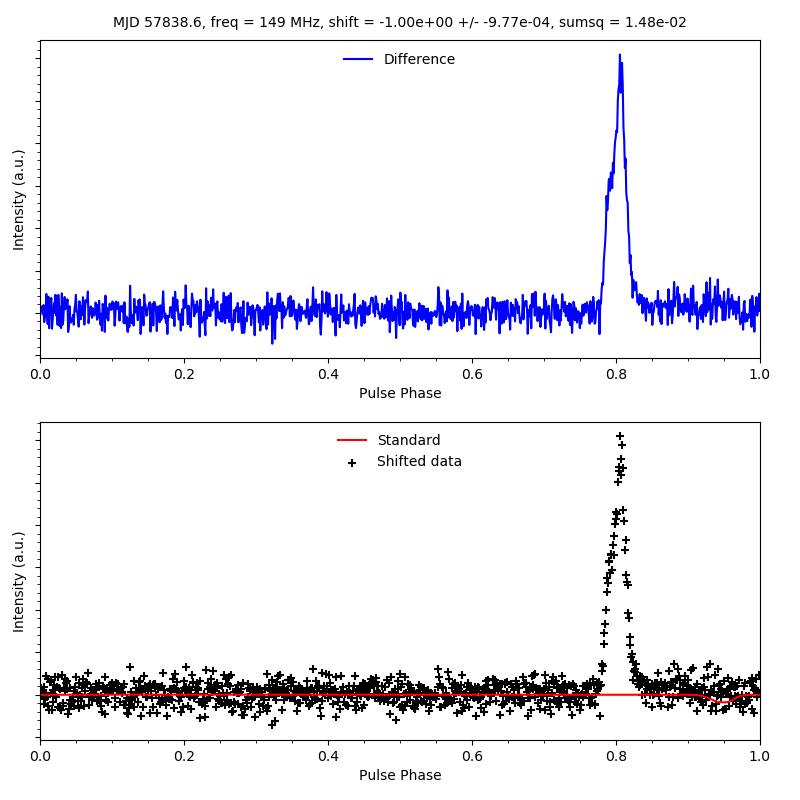 MJD 57838.6, freq = 149 MHz, shift = -1.00e+00 +/- -9.77e-04, sumsq = 1.48e-02
Difference
Intensity (a.u.)
0.0 0.2 0.4 0.6 0.8 1.0
Pulse Phase
Standard
Shifted data
Intensity (a.u.)
0.0 0.2 0.4 0.6 0.8 1.0
Pulse Phase